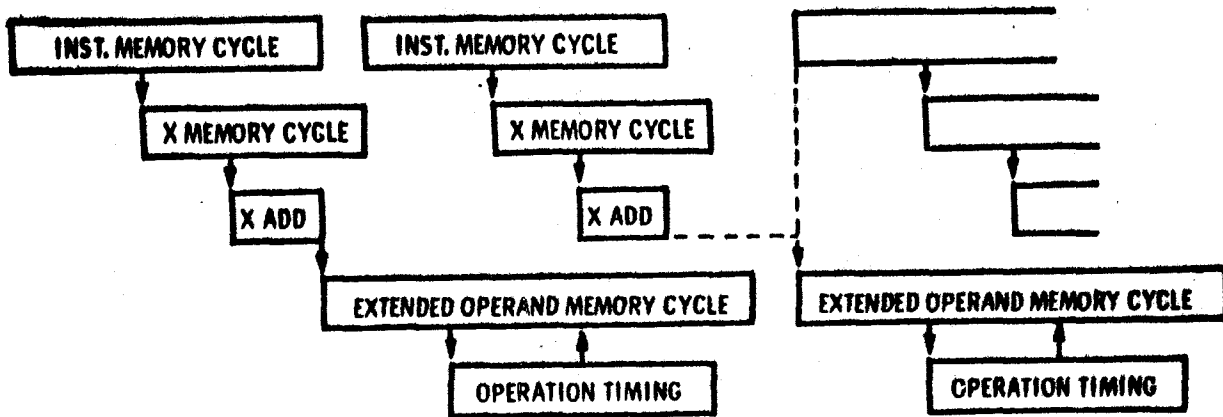 INST. MEMORY CYCLE
INST. MEMORY CYCLE
X MEMORY CYCLE
X MEMORY CYCLE
X ADD
X ADD
EXTENDED OPERAND MEMORY CYCLE
EXTENDED OPERAND MEMORY CYCLE
OPERATION TIMING
OPERATION TIMING